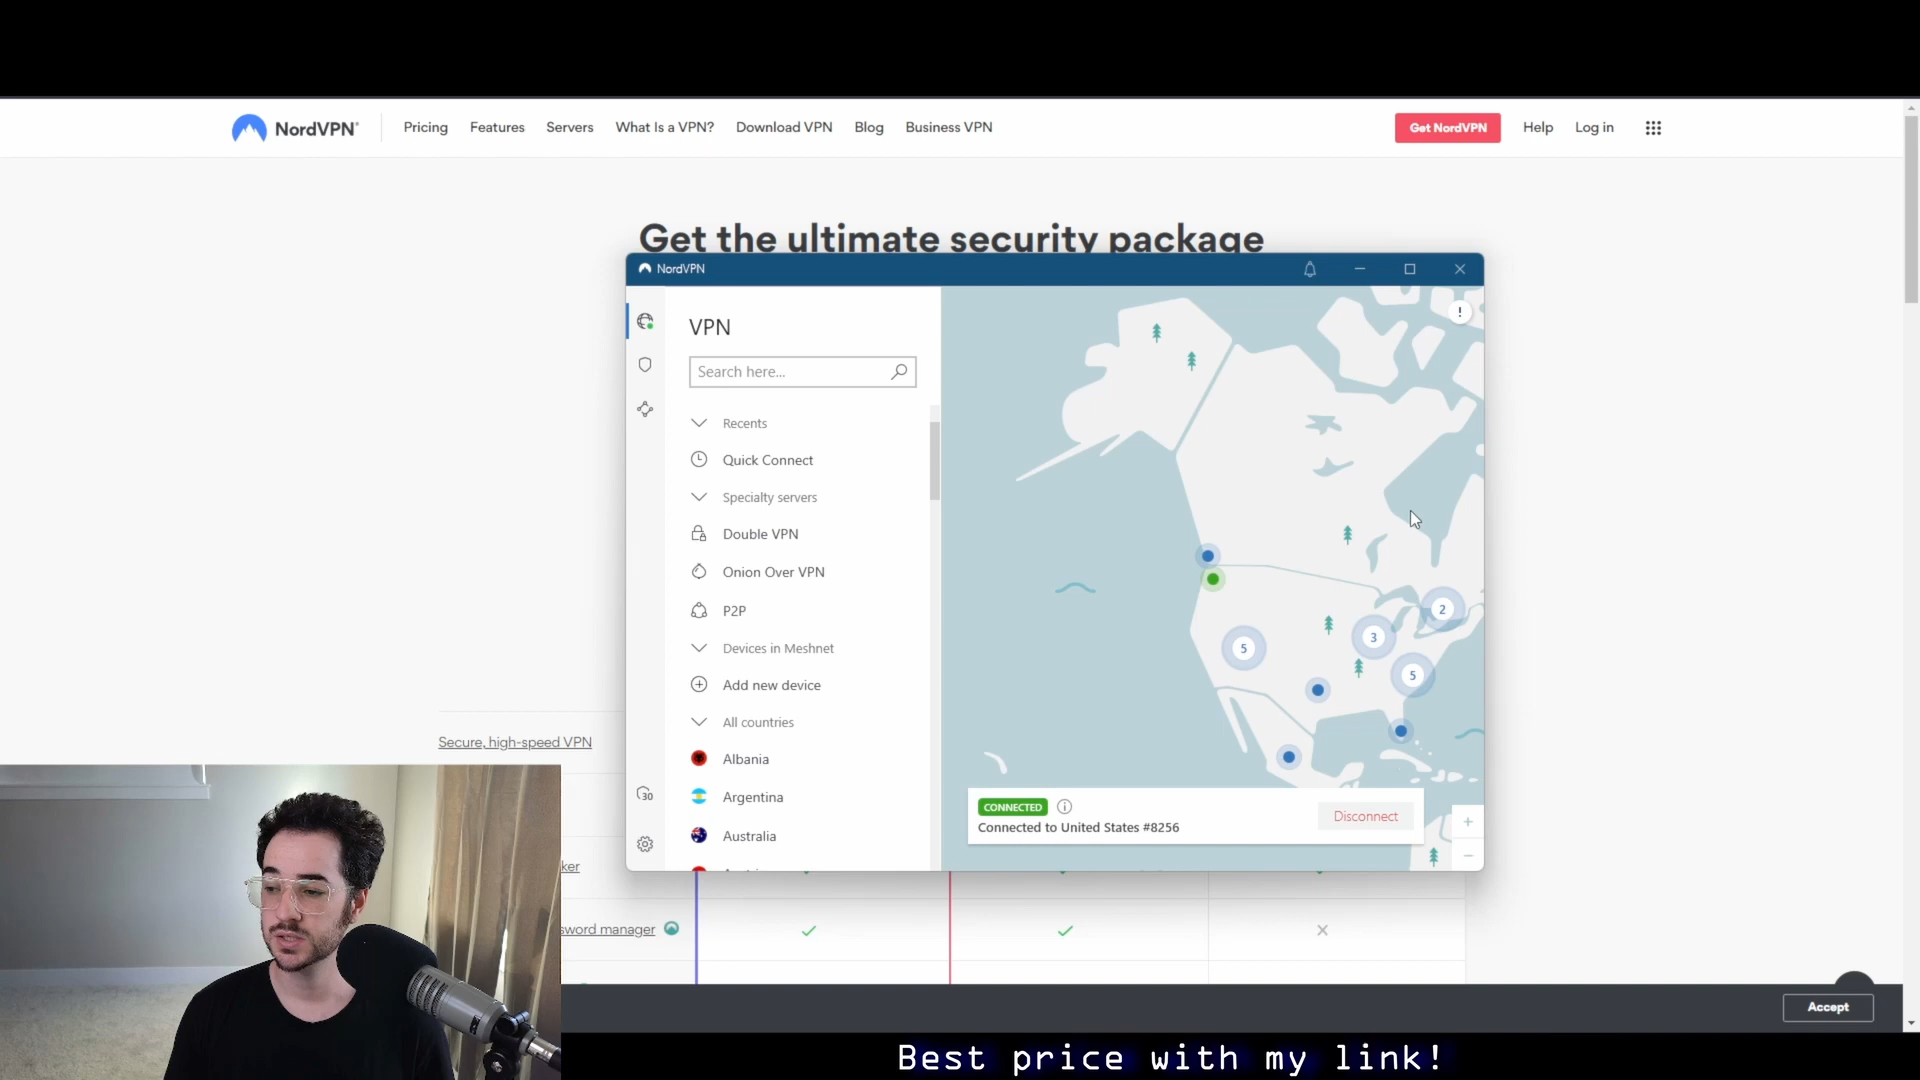 NordVPN®
Pricing
Features
Servers
What Is a VPN?
Download VPN
Blog
Business VPN
Get NordVPN
Help
Log in
Get the ultimate security package
NordVPN
VPN
Search here...
Recents
Quick Connect
Specialty servers
Double VPN
Onion Over VPN
P2P
Devices in Meshnet
Add new device
All countries
Albania
Argentina
Australia
30
!
2
3
5
5
CONNECTED
Connected to United States #8256
Disconnect
+
−
Secure, high-speed VPN
ker
sword manager
Accept
Best price with my link!